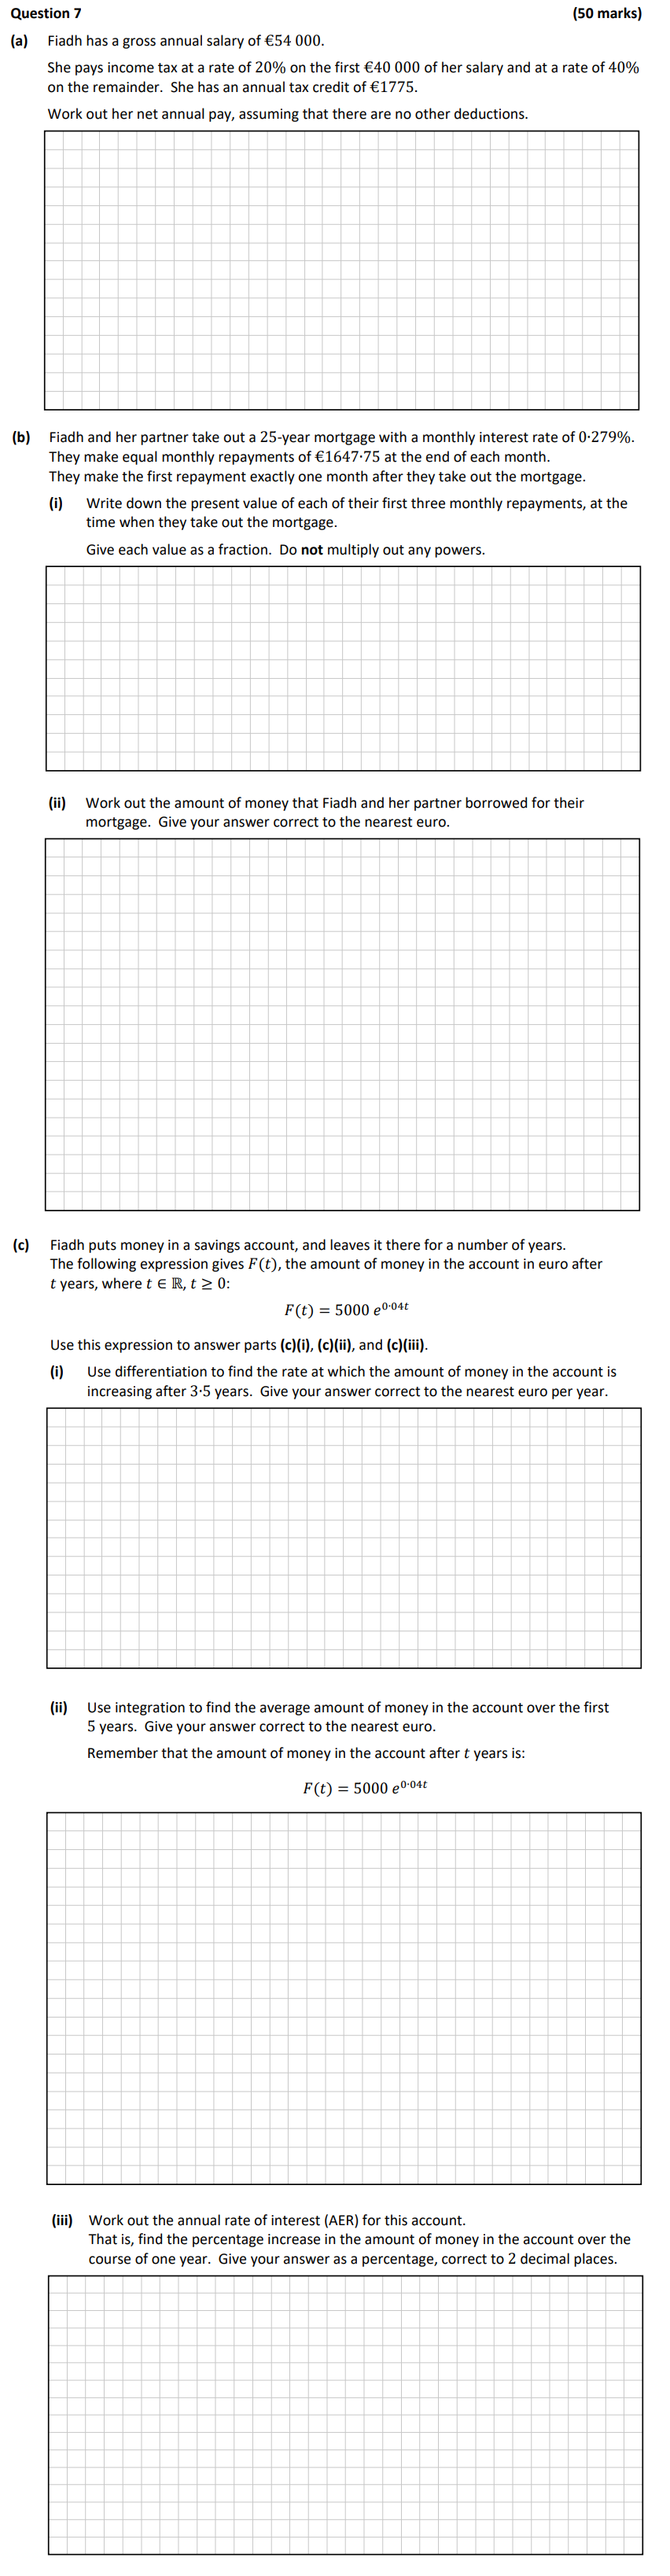 Question 7 (50 marks)
(a) Fiadh has a gross annual salary of €54 000.
She pays income tax at a rate of 20% on the first €40 000 of her salary and at a rate of 40%
on the remainder. She has an annual tax credit of €1775.
Work out her net annual pay, assuming that there are no other deductions.
(b) Fiadh and her partner take out a 25-year mortgage with a monthly interest rate of 0·279%.
They make equal monthly repayments of €1647·75 at the end of each month.
They make the first repayment exactly one month after they take out the mortgage.
(i) Write down the present value of each of their first three monthly repayments, at the
time when they take out the mortgage.
Give each value as a fraction. Do not multiply out any powers.
(ii) Work out the amount of money that Fiadh and her partner borrowed for their
mortgage. Give your answer correct to the nearest euro.
(c) Fiadh puts money in a savings account, and leaves it there for a number of years.
The following expression gives F(t), the amount of money in the account in euro after
t years, where t ∈ ℝ, t ≥ 0:
F(t) = 5000 e^{0·04t}
Use this expression to answer parts (c)(i), (c)(ii), and (c)(iii).
(i) Use differentiation to find the rate at which the amount of money in the account is
increasing after 3·5 years. Give your answer correct to the nearest euro per year.
(ii) Use integration to find the average amount of money in the account over the first
5 years. Give your answer correct to the nearest euro.
Remember that the amount of money in the account after t years is:
F(t) = 5000 e^{0·04t}
(iii) Work out the annual rate of interest (AER) for this account.
That is, find the percentage increase in the amount of money in the account over the
course of one year. Give your answer as a percentage, correct to 2 decimal places.